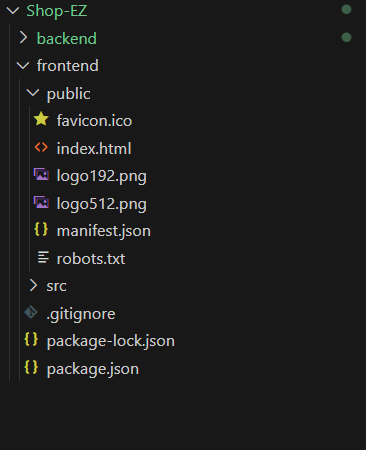 Shop-EZ
backend
frontend
public
favicon.ico
index.html
logo192.png
logo512.png
manifest.json
robots.txt
src
.gitignore
package-lock.json
package.json